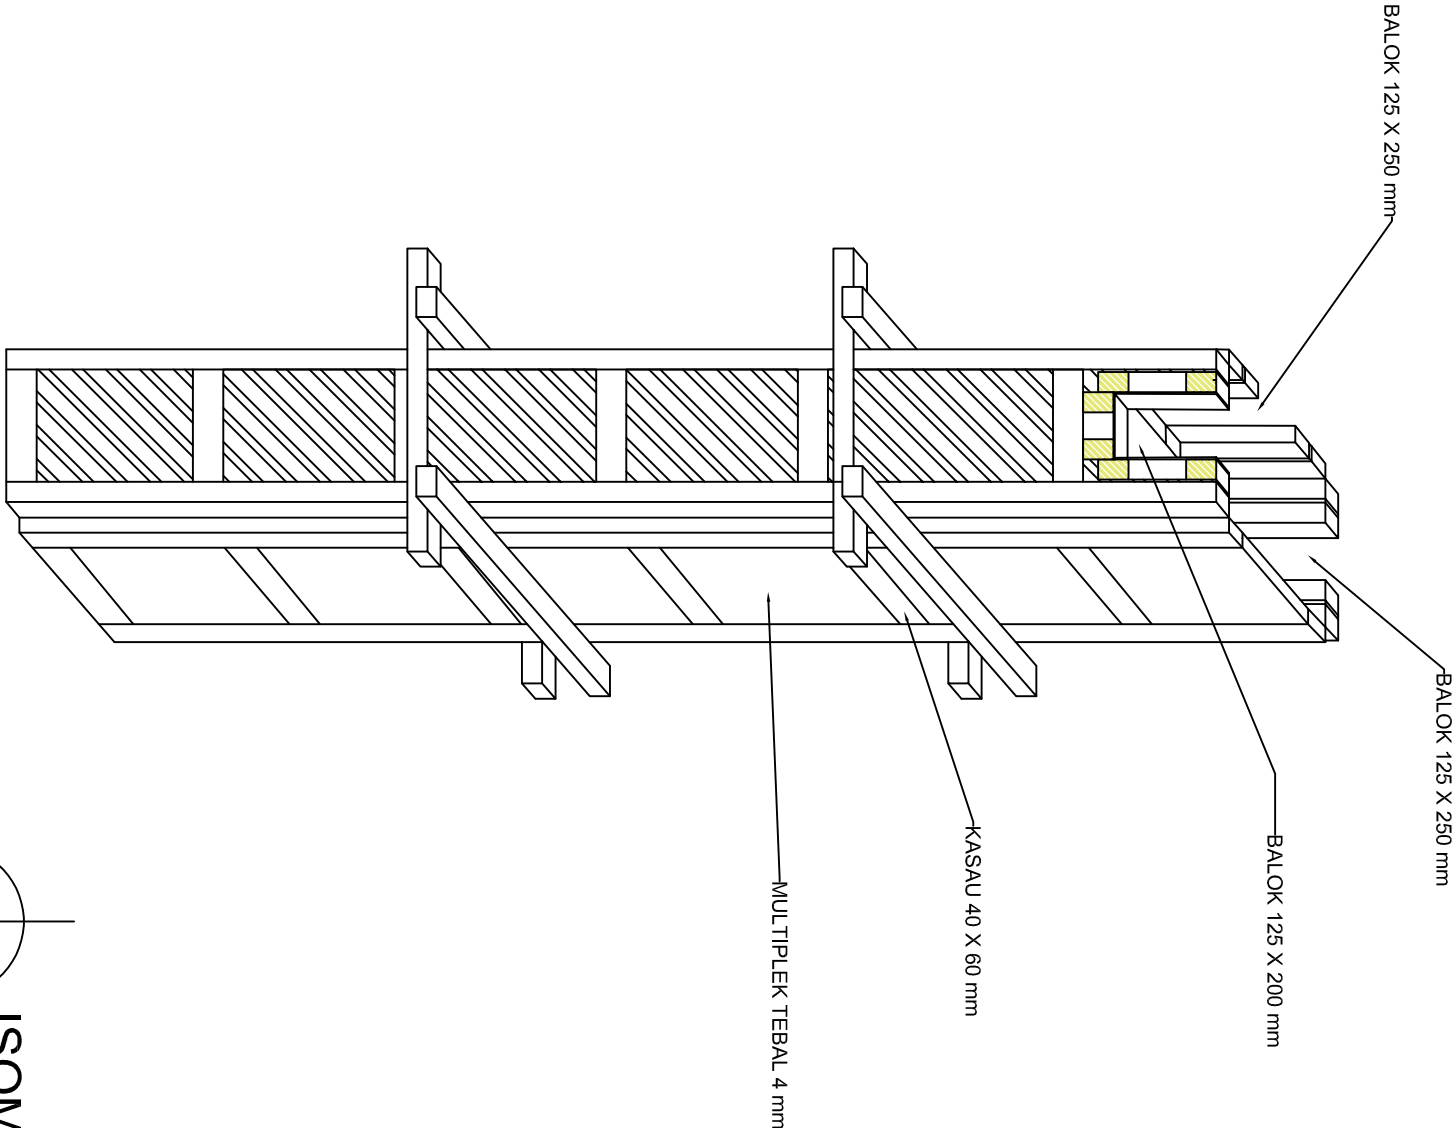 BALOK 125 X 250 mm
BALOK 125 X 250 mm
BALOK 125 X 200 mm
KASAU 40 X 60 mm
MULTIPLEK TEBAL 4 mm